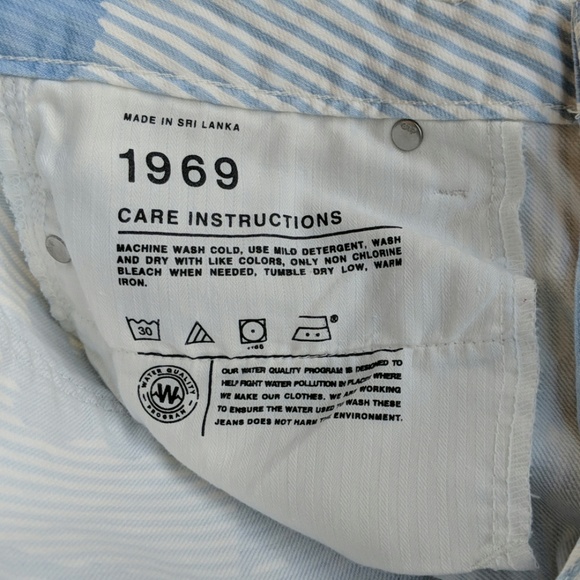 MADE IN SRI LANKA
1969
CARE INSTRUCTIONS
MACHINE WASH COLD, USE MILD DETERGENT, WASH
AND DRY WITH LIKE COLORS, ONLY NON CHLORINE
BLEACH WHEN NEEDED, TUMBLE DRY LOW, WARM
IRON.
30
®
WATER QUALITY
W
PROGRAM
OUR WATER QUALITY PROGRAM IS DESIGNED TO
HELP FIGHT WATER POLLUTION IN PLACES WHERE
WE MAKE OUR CLOTHES. WE ARE WORKING
TO ENSURE THE WATER USED TO WASH THESE
JEANS DOES NOT HARM THE ENVIRONMENT.